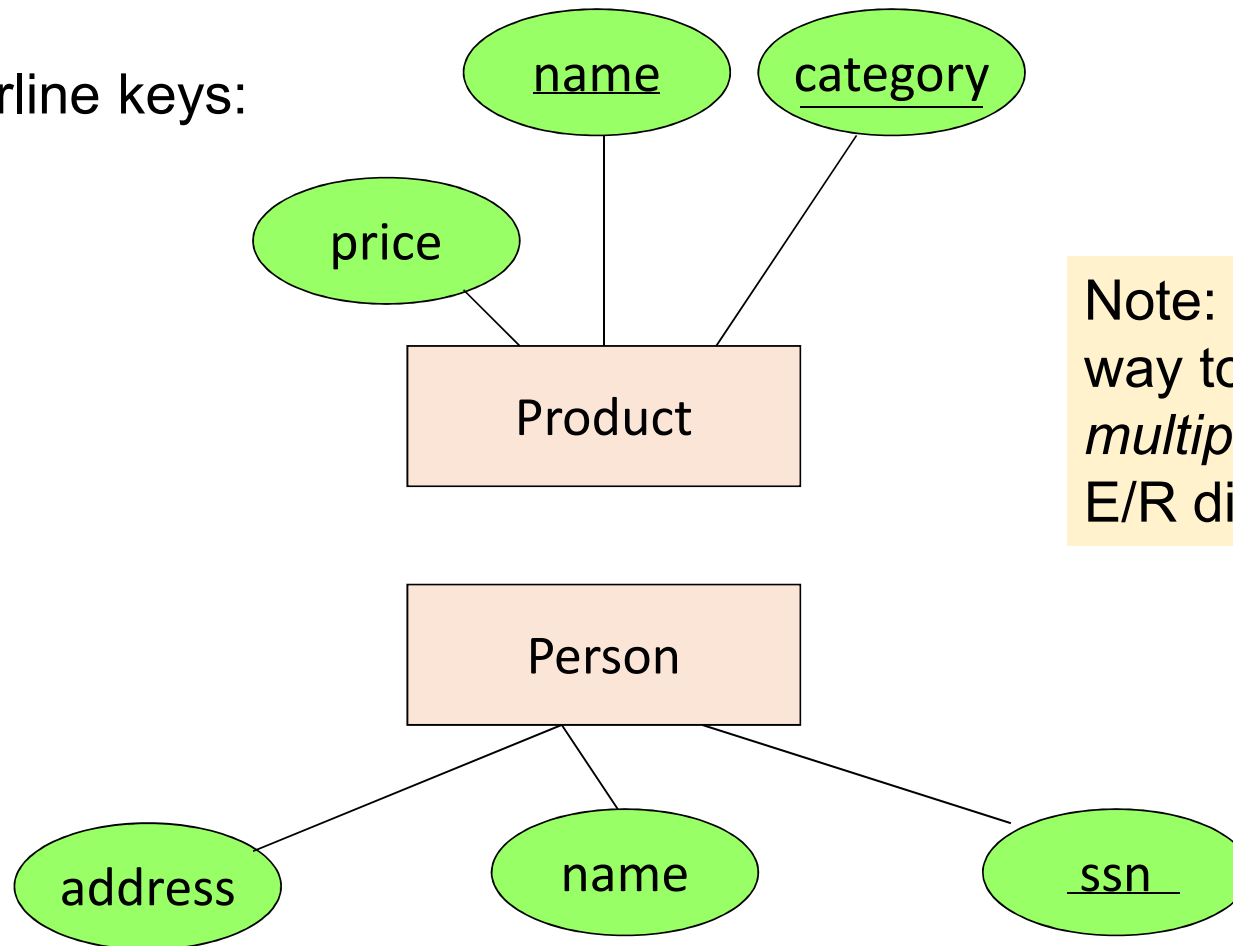 rline keys:
name
category
price
Product
Note:
way to
multip
E/R di
Person
address
name
ssn